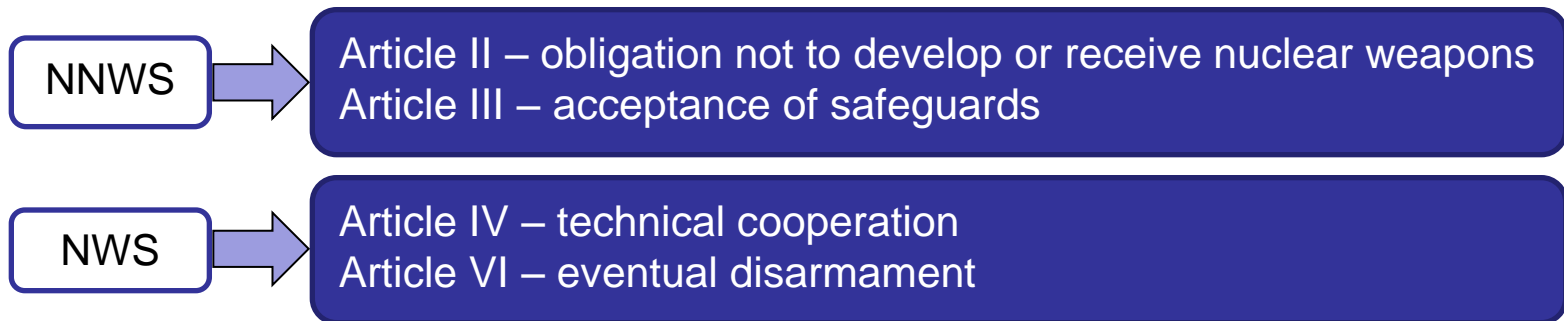 NNWS
Article II – obligation not to develop or receive nuclear weapons
Article III – acceptance of safeguards
NWS
Article IV – technical cooperation
Article VI – eventual disarmament